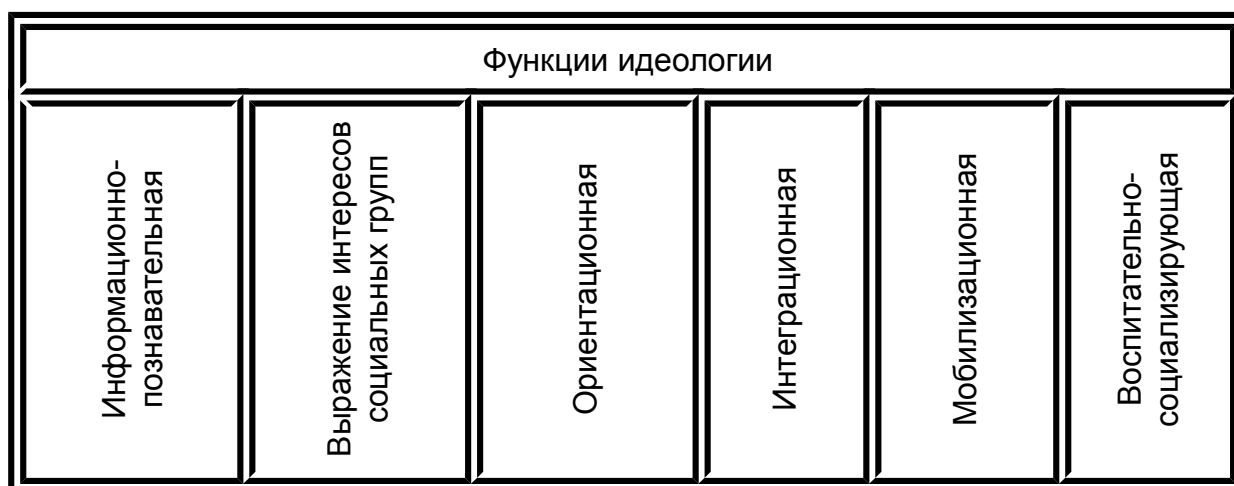 Функции идеологии
Информационно-
познавательная
Выражение интересов
социальных групп
Ориентационная
Интеграционная
Мобилизационная
Воспитательно-
социализирующая